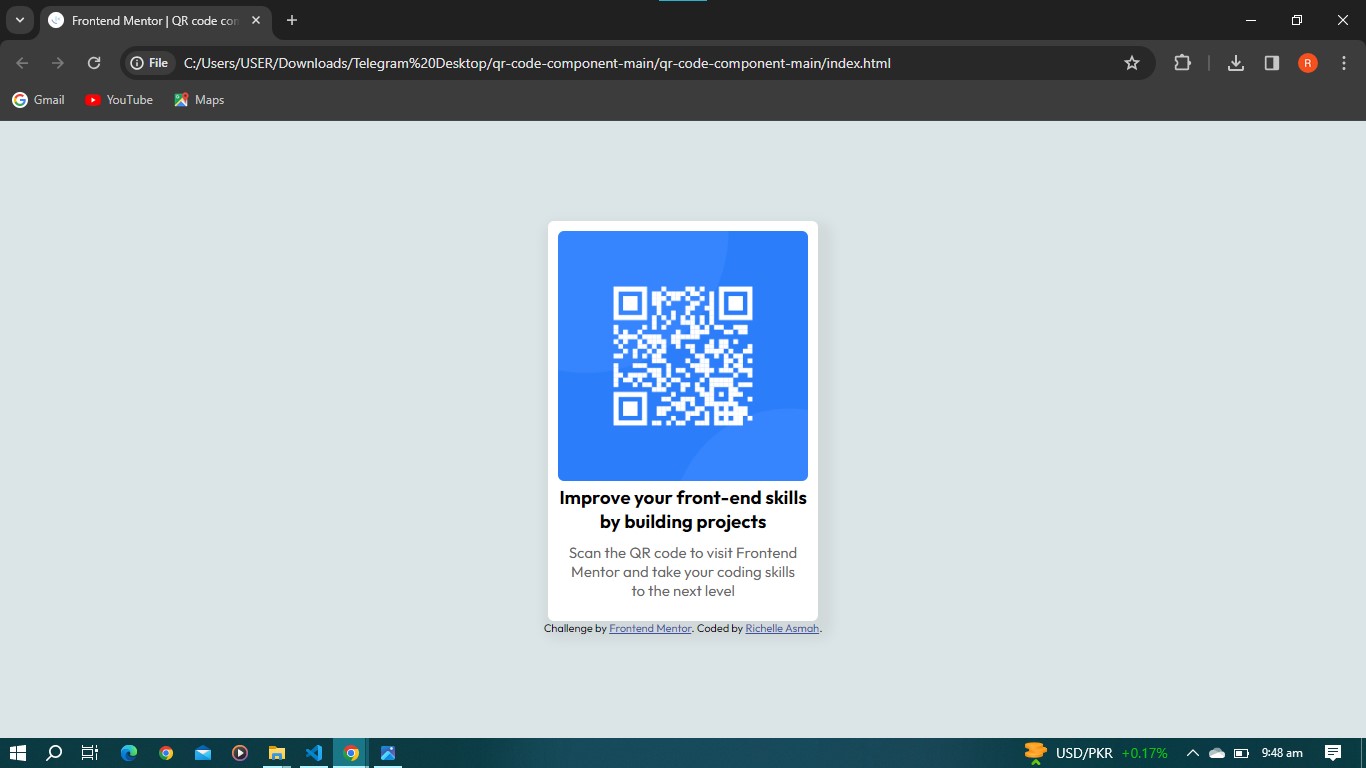 Frontend Mentor | QR code con
File
C:/Users/USER/Downloads/Telegram%20Desktop/qr-code-component-main/qr-code-component-main/index.html
R
Gmail
YouTube
Maps
Improve your front-end skills
by building projects
Scan the QR code to visit Frontend
Mentor and take your coding skills
to the next level
Challenge by Frontend Mentor. Coded by Richelle Asmah.
USD/PKR +0.17%
9:48 am